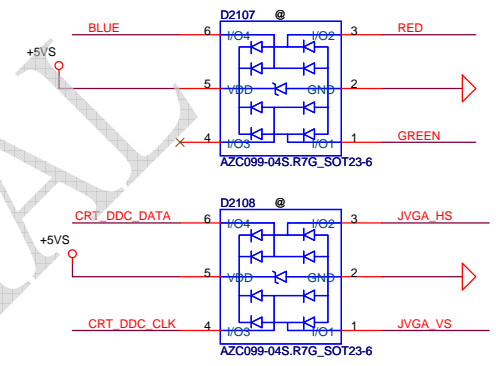 D2107 @
BLUE 6 I/O4 I/O2 3 RED
+5VS
5 VDD GND 2
4 I/O3 I/O1 1 GREEN
AZC099-04S.R7G_SOT23-6
D2108 @
CRT_DDC_DATA 6 I/O4 I/O2 3 JVGA_HS
+5VS
5 VDD GND 2
CRT_DDC_CLK 4 I/O3 I/O1 1 JVGA_VS
AZC099-04S.R7G_SOT23-6